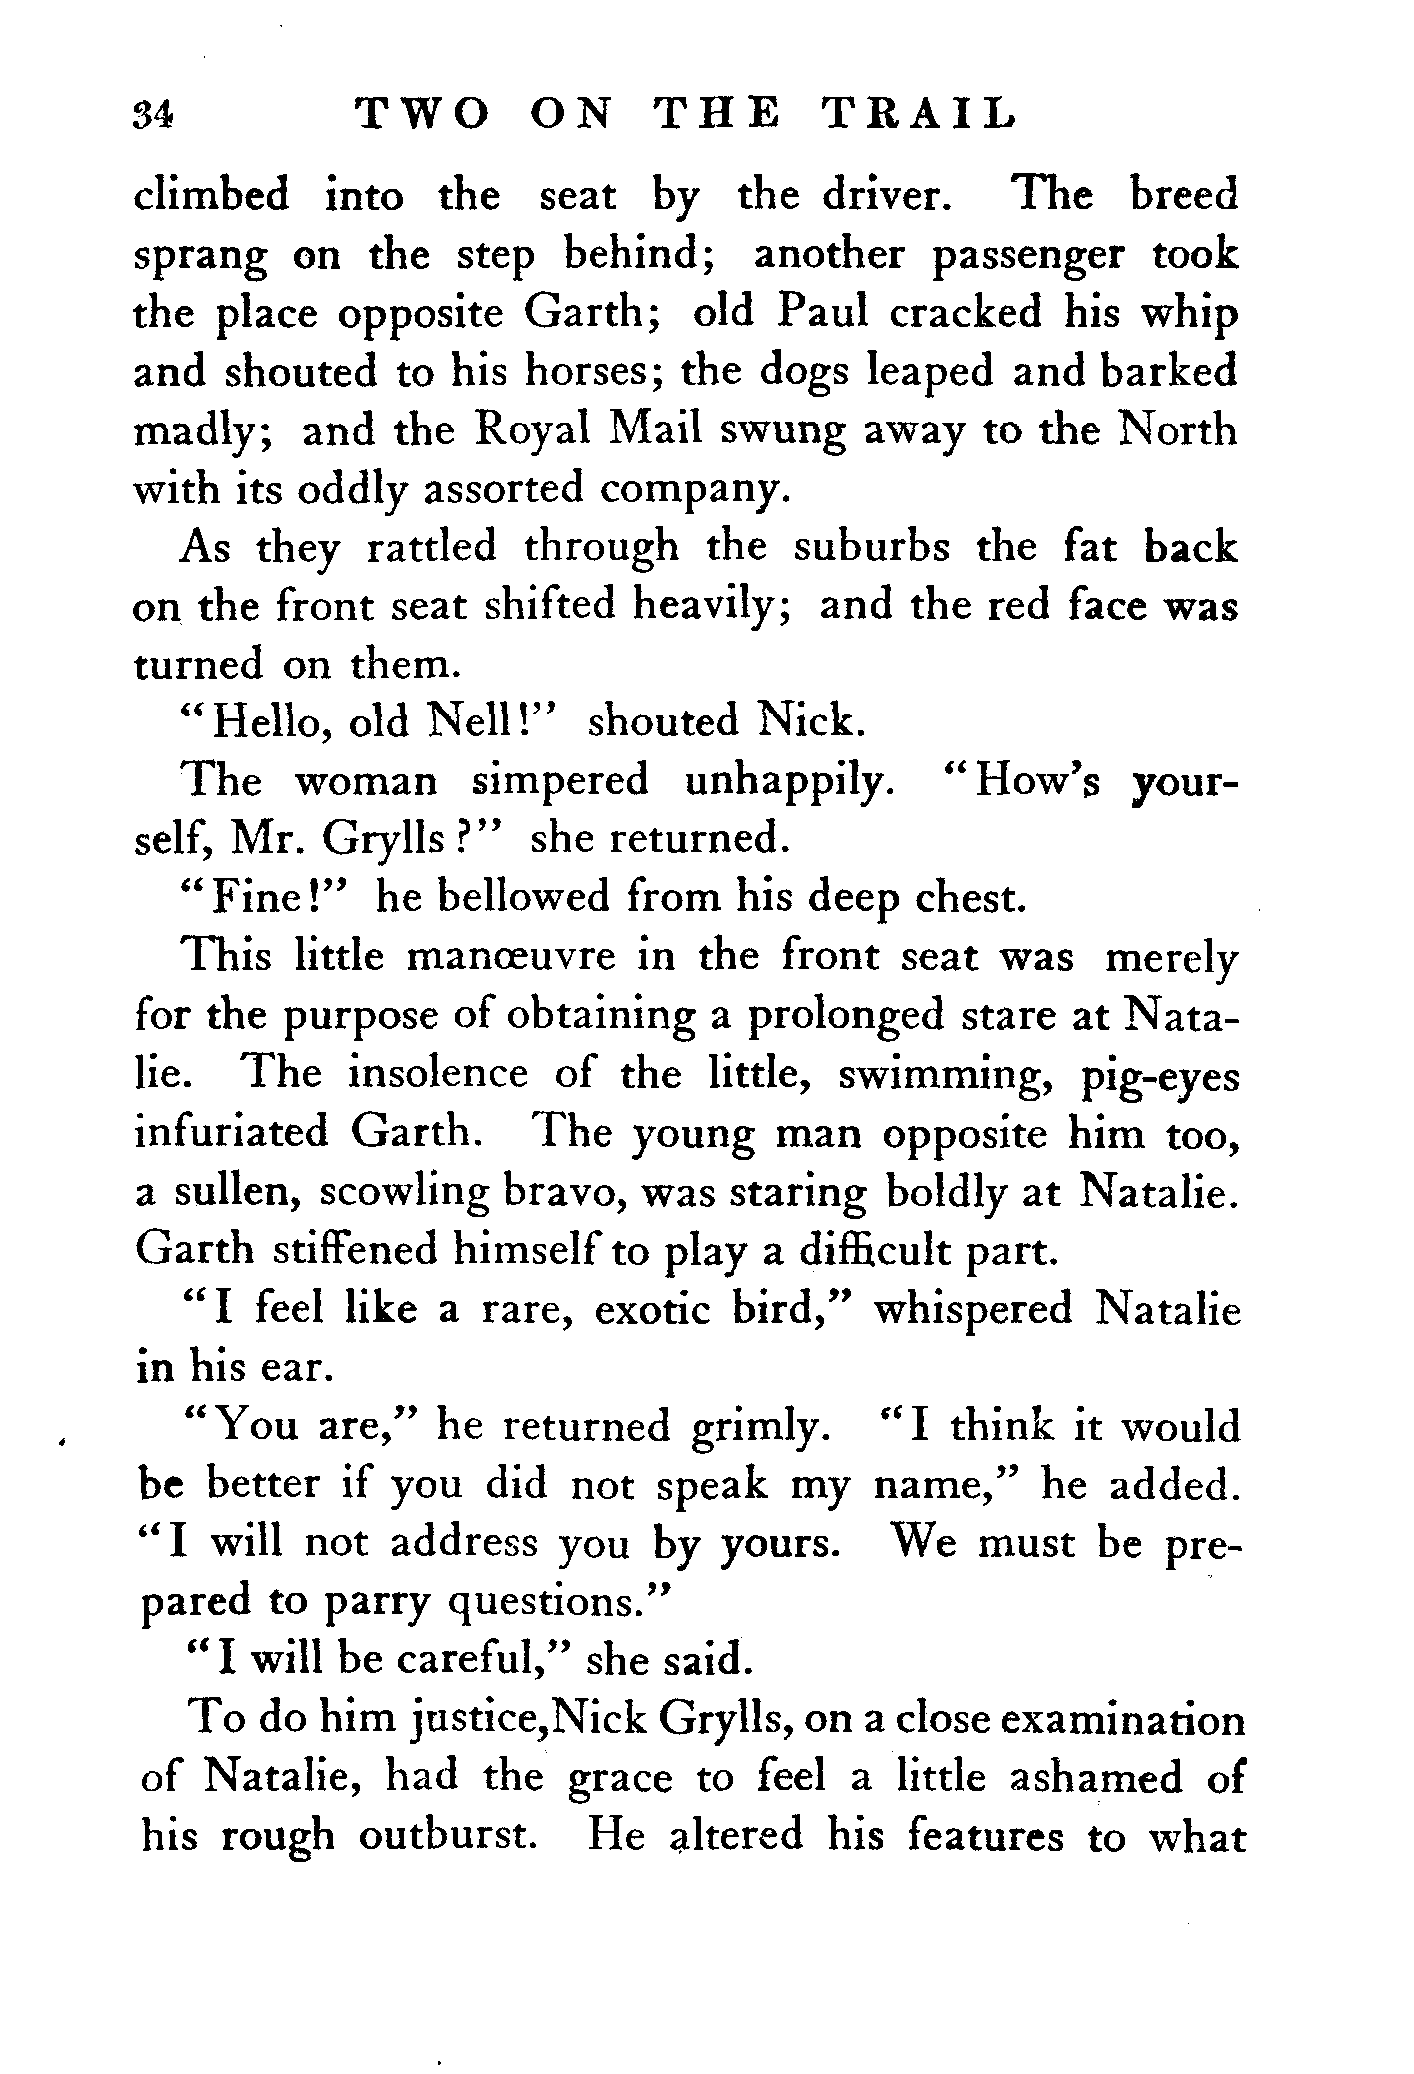 34 TWO ON THE TRAIL
climbed into the seat by the driver. The breed
sprang on the step behind; another passenger took
the place opposite Garth; old Paul cracked his whip
and shouted to his horses; the dogs leaped and barked
madly; and the Royal Mail swung away to the North
with its oddly assorted company.
As they rattled through the suburbs the fat back
on the front seat shifted heavily; and the red face was
turned on them.
“Hello, old Nell!” shouted Nick.
The woman simpered unhappily. “How’s your-
self, Mr. Grylls?” she returned.
“Fine!” he bellowed from his deep chest.
This little manœuvre in the front seat was merely
for the purpose of obtaining a prolonged stare at Nata-
lie. The insolence of the little, swimming, pig-eyes
infuriated Garth. The young man opposite him too,
a sullen, scowling bravo, was staring boldly at Natalie.
Garth stiffened himself to play a difficult part.
“I feel like a rare, exotic bird,” whispered Natalie
in his ear.
“You are,” he returned grimly. “I think it would
be better if you did not speak my name,” he added.
“I will not address you by yours. We must be pre-
pared to parry questions.”
“I will be careful,” she said.
To do him justice,Nick Grylls, on a close examination
of Natalie, had the grace to feel a little ashamed of
his rough outburst. He altered his features to what